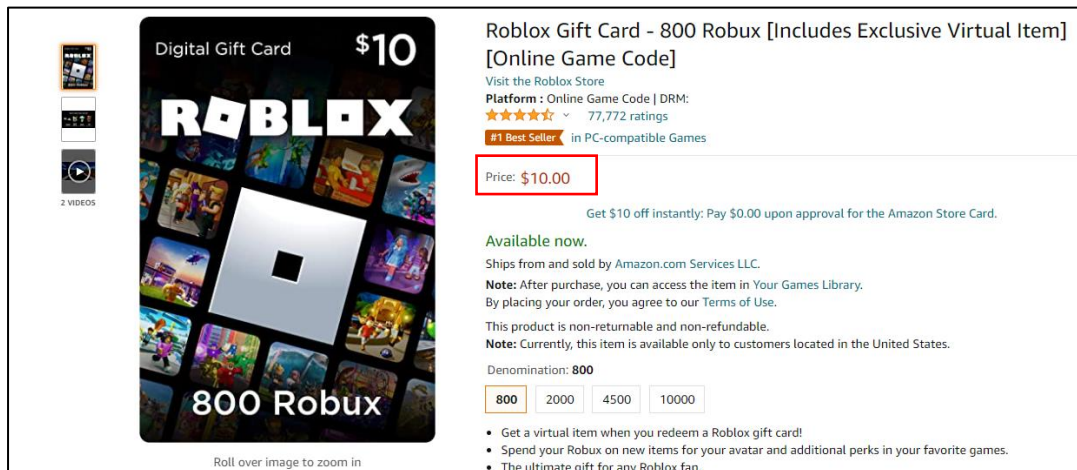 Digital Gift Card
$10
ROBLOX
800 Robux
2 VIDEOS
Roll over image to zoom in
Roblox Gift Card - 800 Robux [Includes Exclusive Virtual Item]
[Online Game Code]
Visit the Roblox Store
Platform : Online Game Code | DRM:
77,772 ratings
#1 Best Seller in PC-compatible Games
Price: $10.00
Get $10 off instantly: Pay $0.00 upon approval for the Amazon Store Card.
Available now.
Ships from and sold by Amazon.com Services LLC.
Note: After purchase, you can access the item in Your Games Library.
By placing your order, you agree to our Terms of Use.
This product is non-returnable and non-refundable.
Note: Currently, this item is available only to customers located in the United States.
Denomination: 800
800 2000 4500 10000
• Get a virtual item when you redeem a Roblox gift card!
• Spend your Robux on new items for your avatar and additional perks in your favorite games.
• The ultimate gift for any Roblox fan.